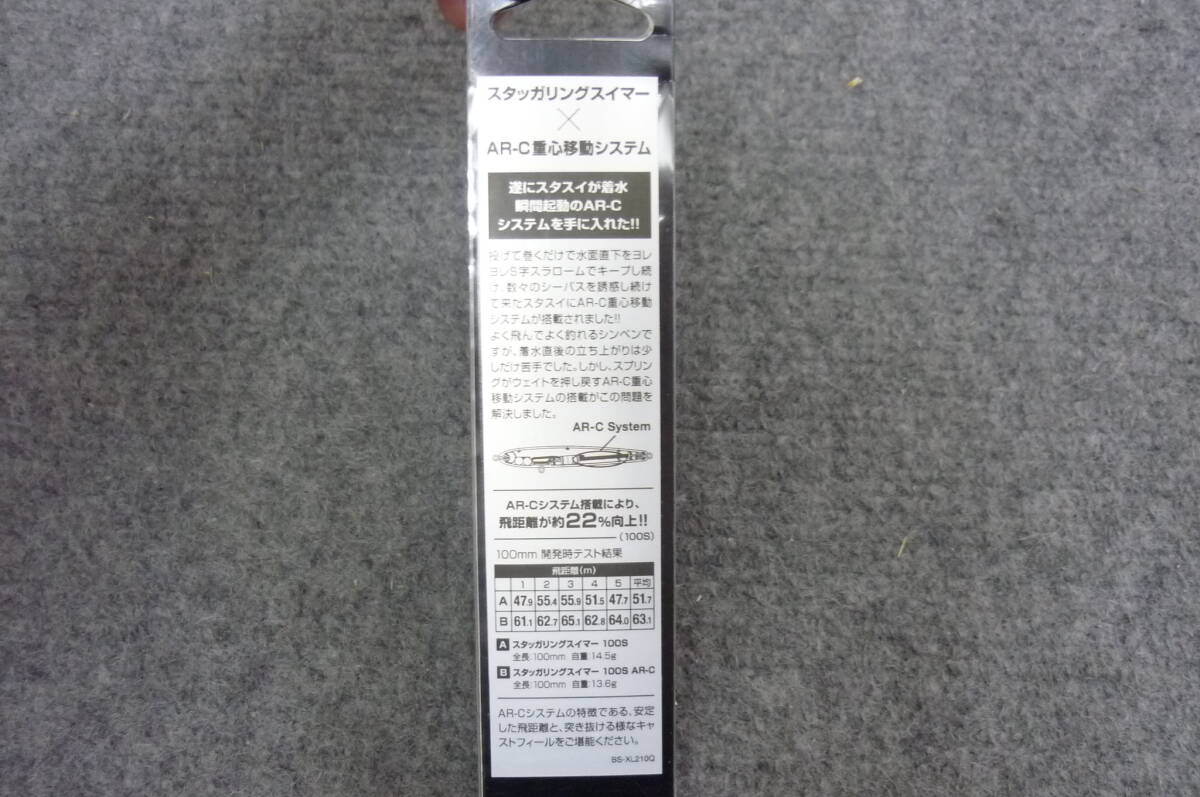 スタッガリングスイマー
×
AR-C重心移動システム
遂にスタスイが着水
瞬間起動のAR-C
システムを手に入れた!!
投げて巻くだけで水面直下をヨレ
ヨレS字スラロームでキープし続
け、数々のシーバスを誘惑し続け
て来たスタスイにAR-C重心移動
システムが搭載されました!!
よく飛んでよく釣れるシンペンで
すが、着水直後の立ち上がりは少
しだけ苦手でした。しかし、スプリン
グがウェイトを押し戻すAR-C重心
移動システムの搭載がこの問題を
解決しました。
AR-C System
AR-Cシステム搭載により、
飛距離が約22%向上!!
(100S)
100mm 開発時テスト結果
飛距離(m)
1 2 3 4 5 平均
A 47.9 55.4 55.9 51.5 47.7 51.7
B 61.1 62.7 65.1 62.8 64.0 63.1
A スタッガリングスイマー 100S
全長:100mm 自重:14.5g
B スタッガリングスイマー 100S AR-C
全長:100mm 自重:13.6g
AR-Cシステムの特徴である、安定
した飛距離と、突き抜ける様なキャ
ストフィールをご堪能ください。
BS-XL210Q